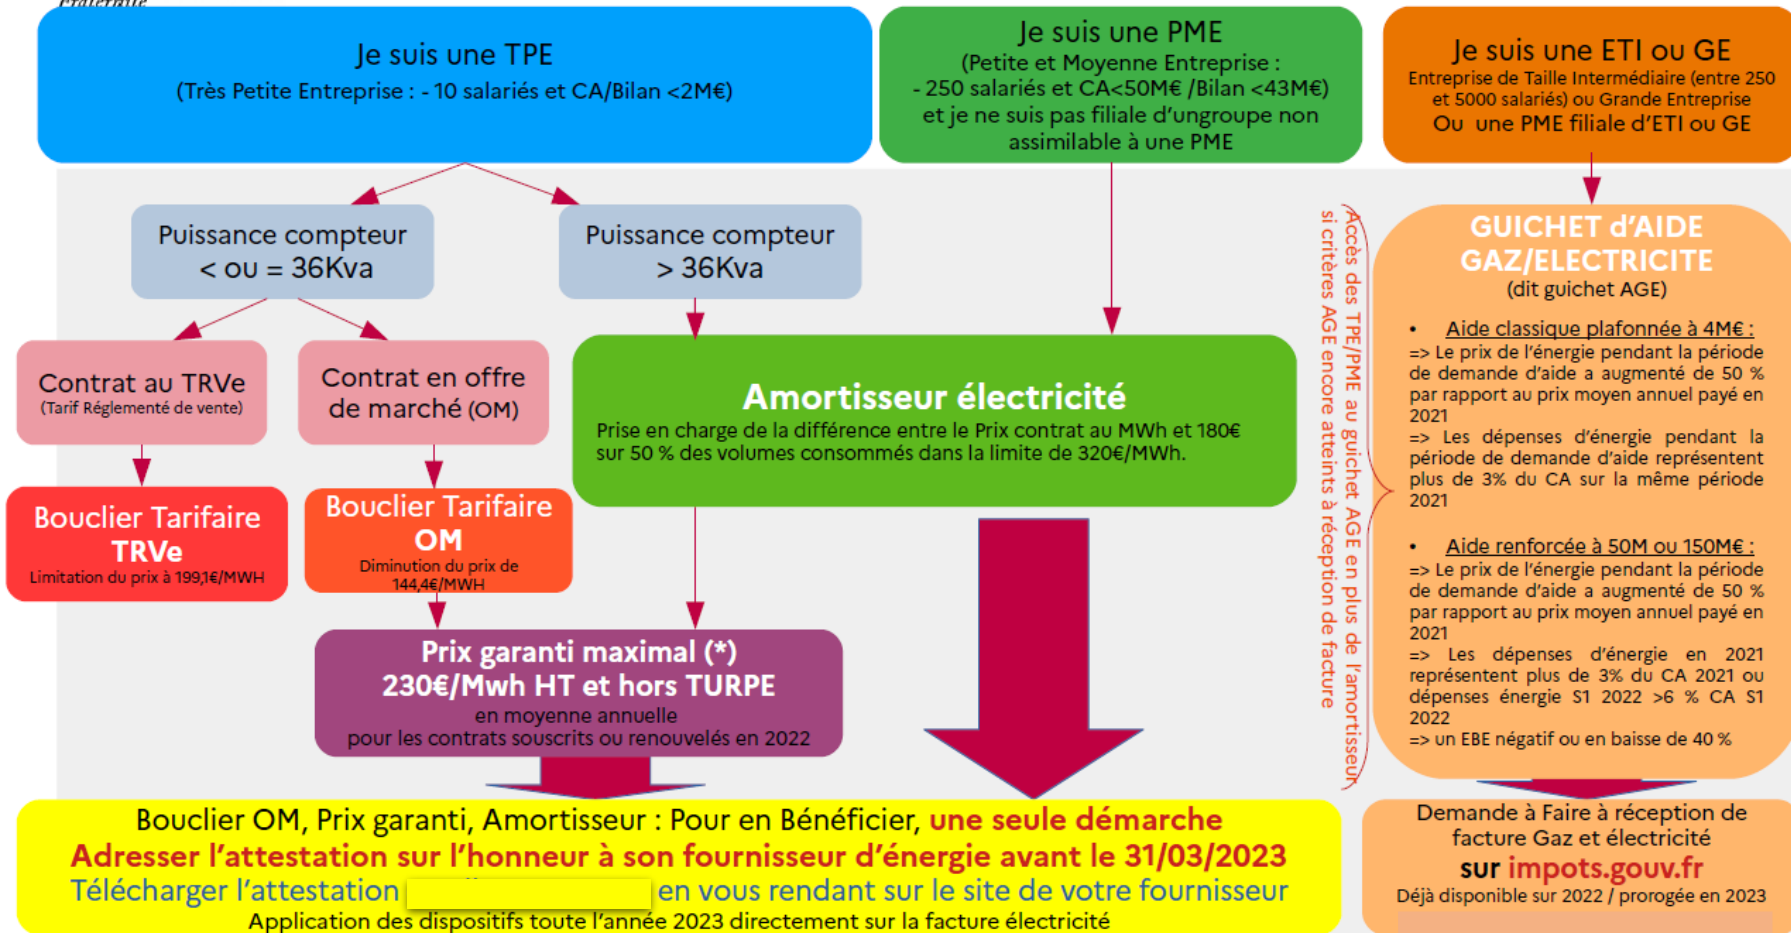 Fraternité
Je suis une TPE
(Très Petite Entreprise : - 10 salariés et CA/Bilan <2M€)
Je suis une PME
(Petite et Moyenne Entreprise :
- 250 salariés et CA<50M€ /Bilan <43M€)
et je ne suis pas filiale d'ungroupe non
assimilable à une PME
Je suis une ETI ou GE
Entreprise de Taille Intermédiaire (entre 250
et 5000 salariés) ou Grande Entreprise
Ou une PME filiale d'ETI ou GE
Puissance compteur
< ou = 36Kva
Puissance compteur
> 36Kva
Contrat au TRVe
(Tarif Réglementé de vente)
Contrat en offre
de marché (OM)
Amortisseur électricité
Prise en charge de la différence entre le Prix contrat au MWh et 180€
sur 50 % des volumes consommés dans la limite de 320€/MWh.
Bouclier Tarifaire
TRVe
Limitation du prix à 199,1€/MWH
Bouclier Tarifaire
OM
Diminution du prix de
144,4€/MWH
Prix garanti maximal (*)
230€/Mwh HT et hors TURPE
en moyenne annuelle
pour les contrats souscrits ou renouvelés en 2022
Accès des TPE/PME au guichet AGE en plus de l'amortisseur
si critères AGE encore atteints à réception de facture
GUICHET d'AIDE
GAZ/ELECTRICITE
(dit guichet AGE)
• Aide classique plafonnée à 4M€ :
=> Le prix de l'énergie pendant la période
de demande d'aide a augmenté de 50 %
par rapport au prix moyen annuel payé en
2021
=> Les dépenses d'énergie pendant la
période de demande d'aide représentent
plus de 3% du CA sur la même période
2021
• Aide renforcée à 50M ou 150M€ :
=> Le prix de l'énergie pendant la période
de demande d'aide a augmenté de 50 %
par rapport au prix moyen annuel payé en
2021
=> Les dépenses d'énergie en 2021
représentent plus de 3% du CA 2021 ou
dépenses énergie S1 2022 >6 % CA S1
2022
=> un EBE négatif ou en baisse de 40 %
Bouclier OM, Prix garanti, Amortisseur : Pour en Bénéficier, une seule démarche
Adresser l'attestation sur l'honneur à son fournisseur d'énergie avant le 31/03/2023
Télécharger l'attestation en vous rendant sur le site de votre fournisseur
Application des dispositifs toute l'année 2023 directement sur la facture électricité
Demande à Faire à réception de
facture Gaz et électricité
sur impots.gouv.fr
Déjà disponible sur 2022 / prorogée en 2023